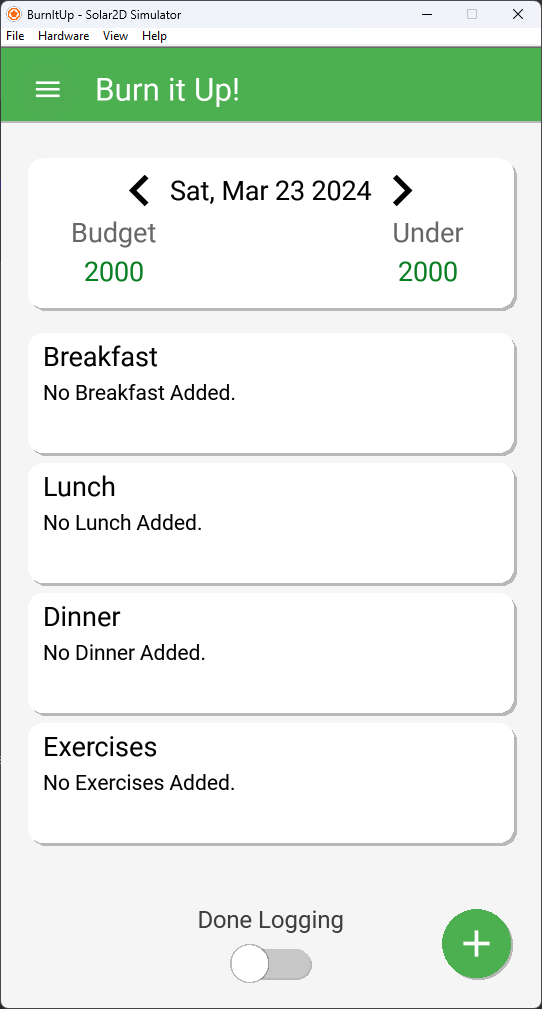 BurnItUp - Solar2D Simulator
File Hardware View Help
Burn it Up!
Sat, Mar 23 2024
Budget Under
2000 2000
Breakfast
No Breakfast Added.
Lunch
No Lunch Added.
Dinner
No Dinner Added.
Exercises
No Exercises Added.
Done Logging